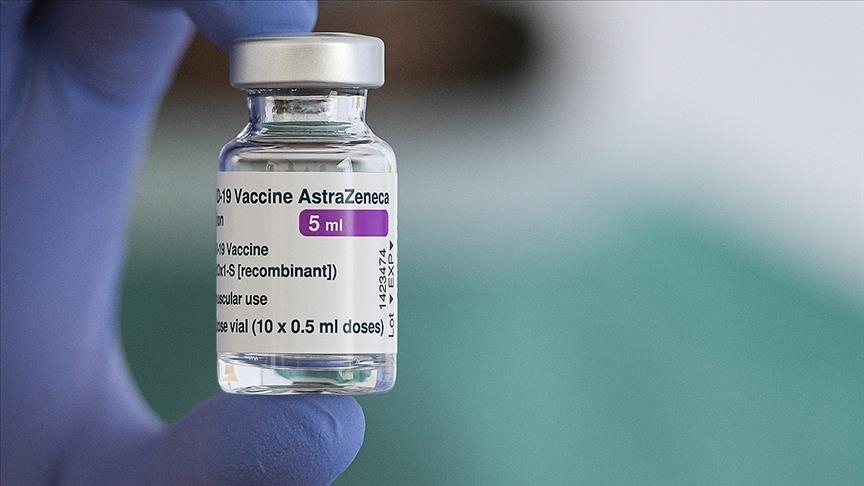 D-19 Vaccine AstraZeneca
on
5 ml
-19 Vaccine
Ox1-S [recombinant])
uscular use
ose vial (10 x 0.5 ml doses)
Lot ▼ EXP ▼
1423474